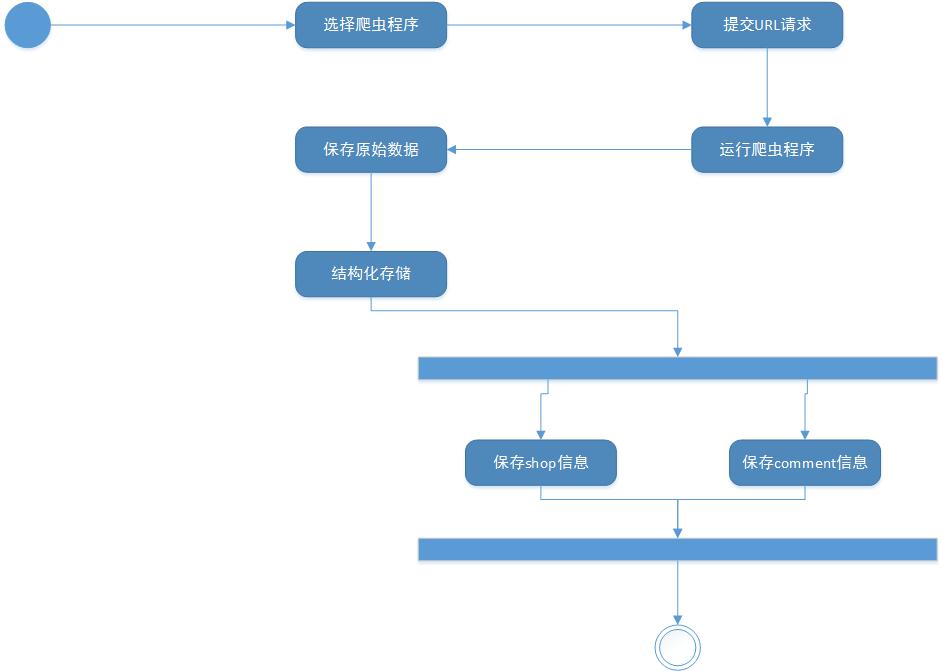 选择爬虫程序
提交URL请求
保存原始数据
运行爬虫程序
结构化存储
保存shop信息
保存comment信息